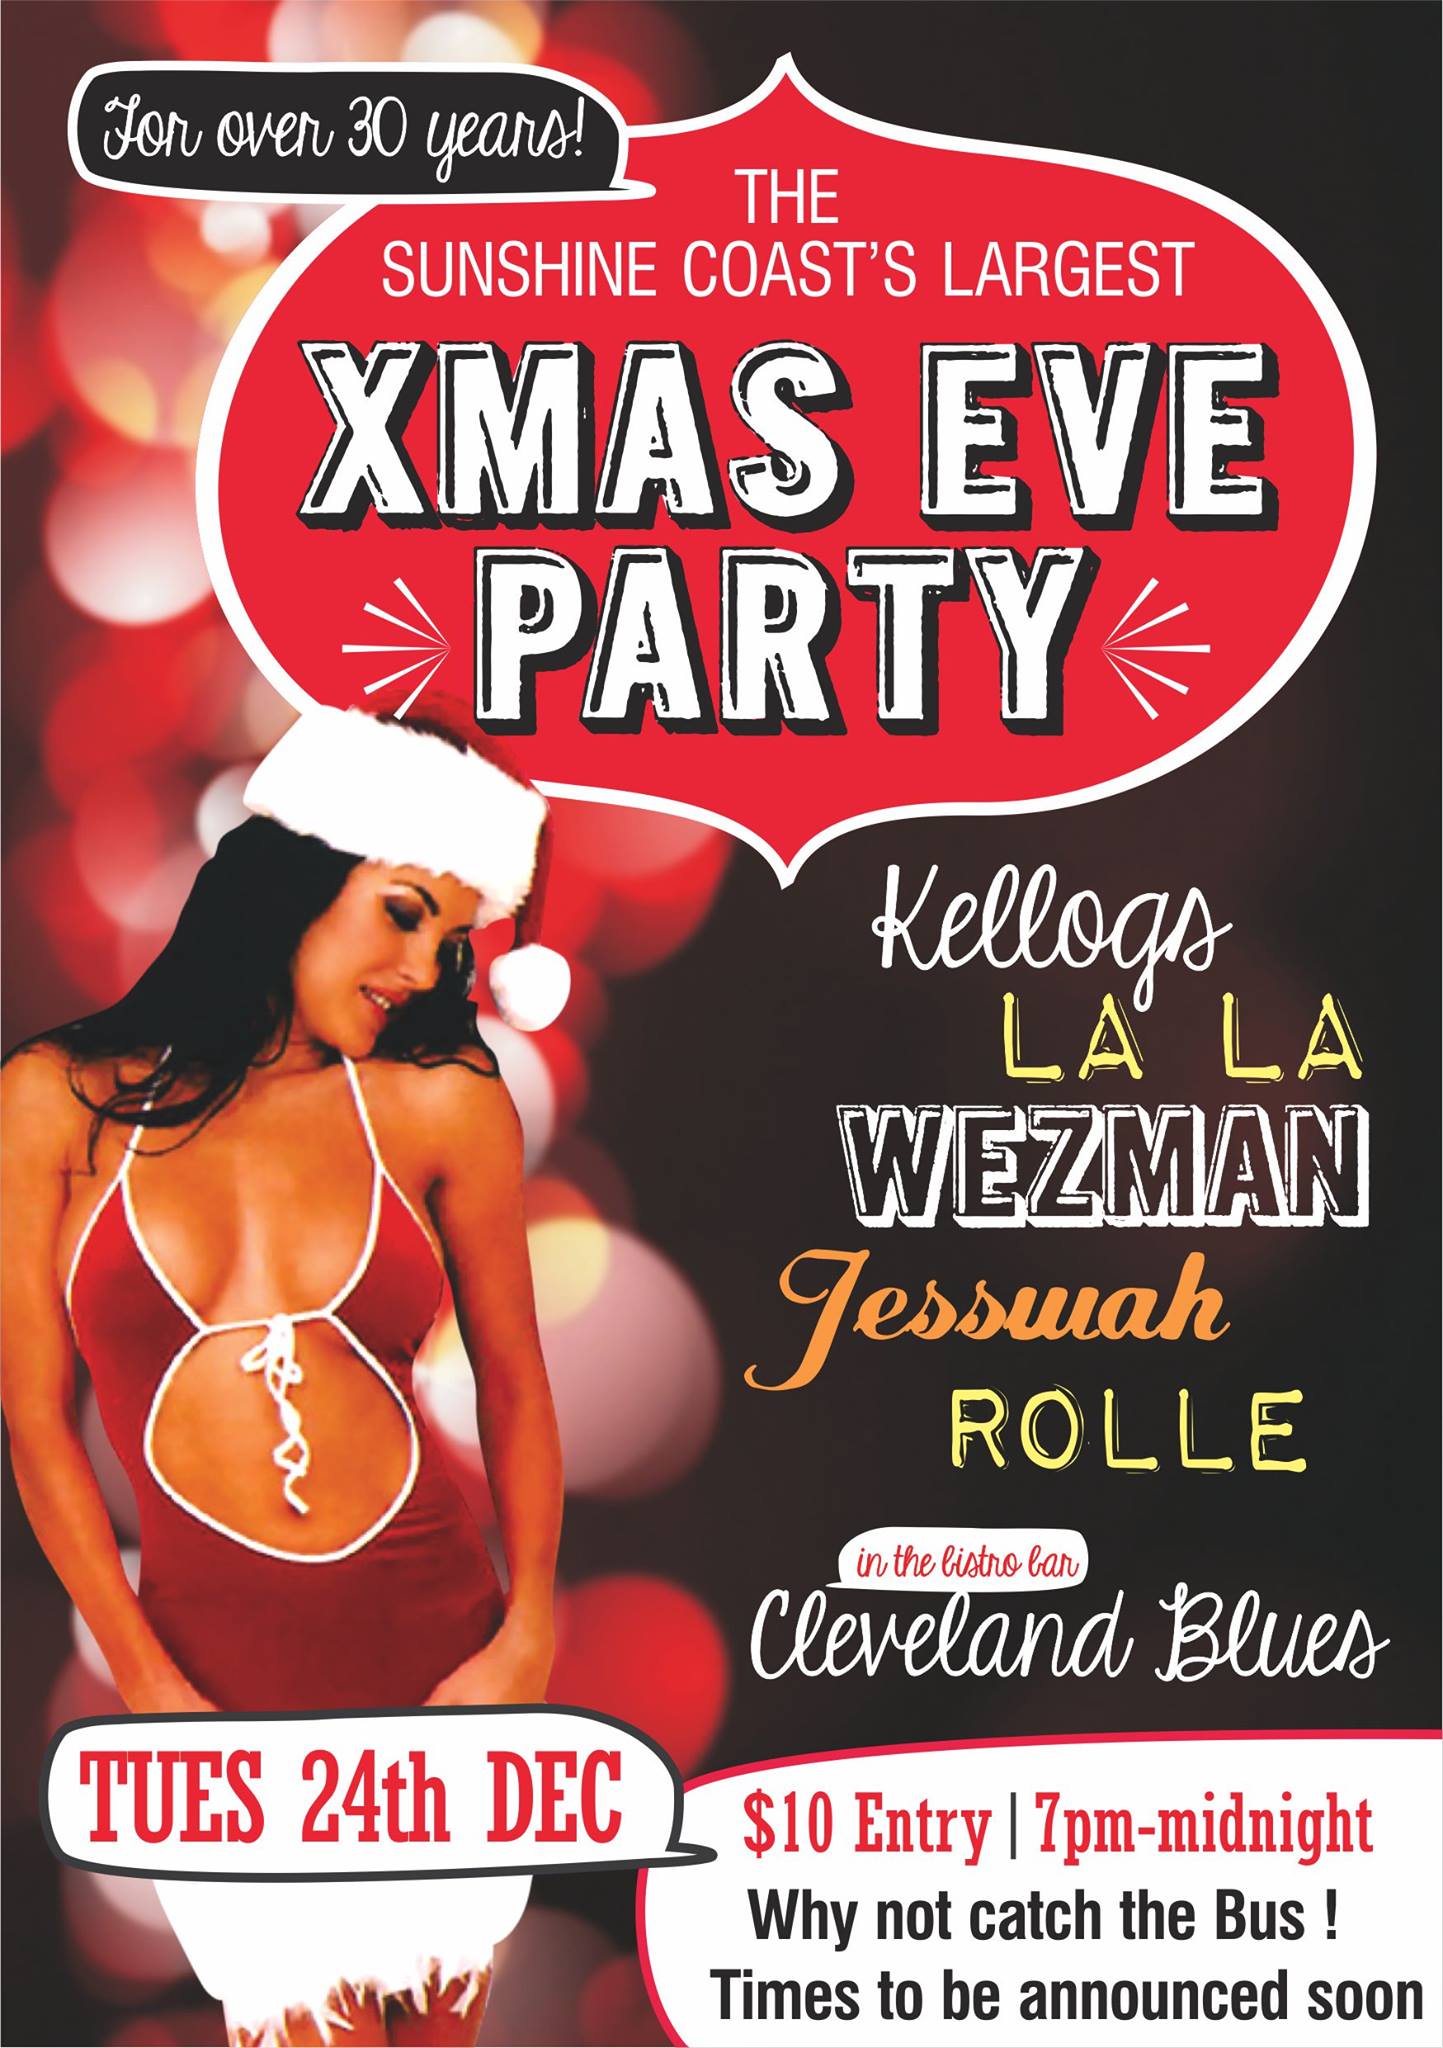 For over 30 years!
THE
SUNSHINE COAST'S LARGEST
XMAS EVE
PARTY
Kellogs
LA LA
WEZMAN
Jesswah
ROLLE
in the bistro bar
Cleveland Blues
TUES 24th DEC
$10 Entry | 7pm-midnight
Why not catch the Bus !
Times to be announced soon